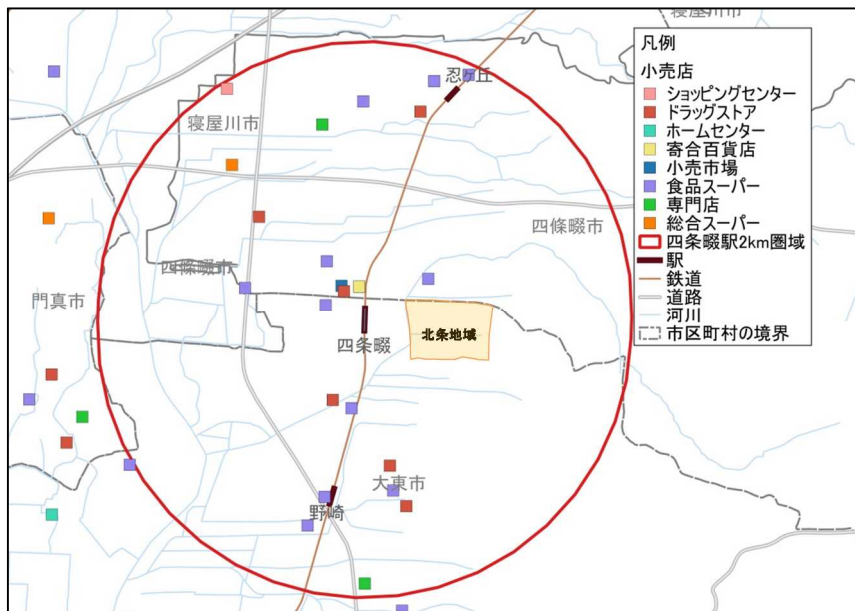 寝屋川市
忍ヶ丘
寝屋川市
四條畷市
四條畷市
門真市
四条畷
北条地域
大東市
野崎
凡例
小売店
ショッピングセンター
ドラッグストア
ホームセンター
寄合百貨店
小売市場
食品スーパー
専門店
総合スーパー
四条畷駅2km圏域
駅
鉄道
道路
河川
市区町村の境界